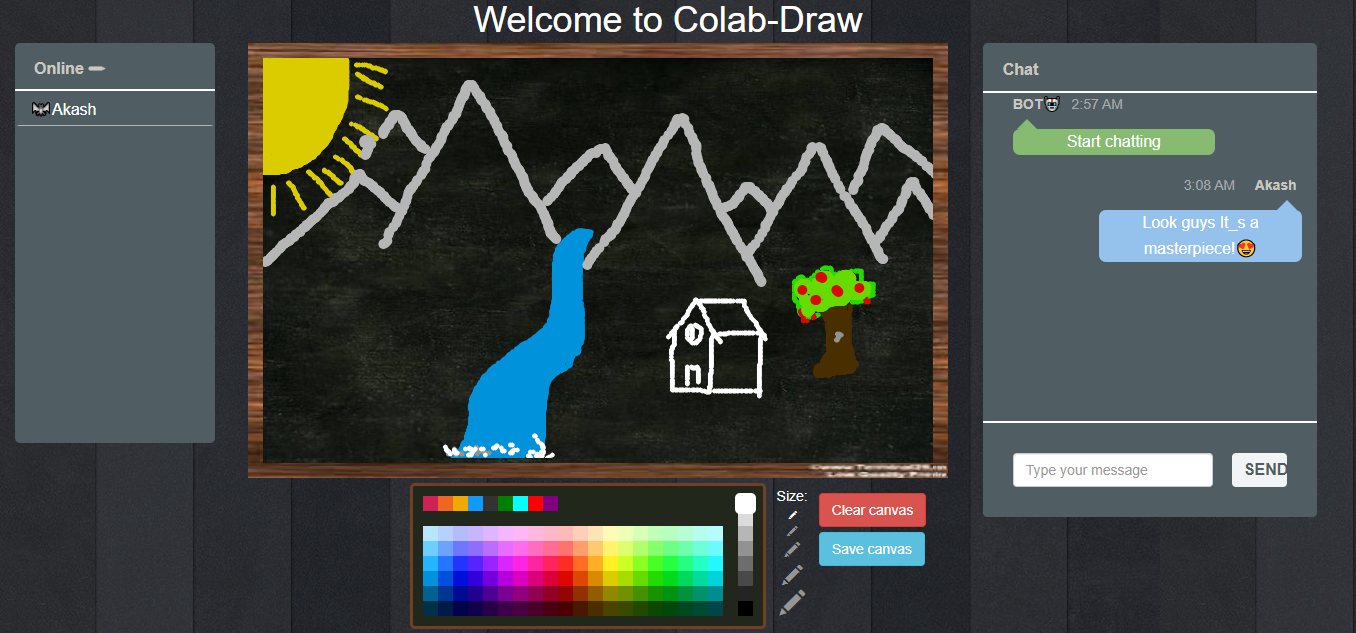 Welcome to Colab-Draw
Online
Akash
Chat
BOT 2:57 AM
Start chatting
3:08 AM Akash
Look guys It_s a
masterpiece!😍
Type your message
SEND
Size:
Clear canvas
Save canvas